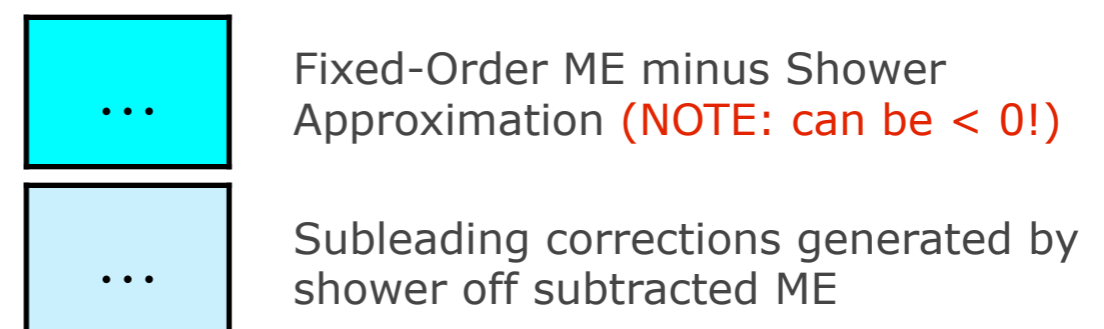 ...
Fixed-Order ME minus Shower
Approximation (NOTE: can be < 0!)
...
Subleading corrections generated by
shower off subtracted ME